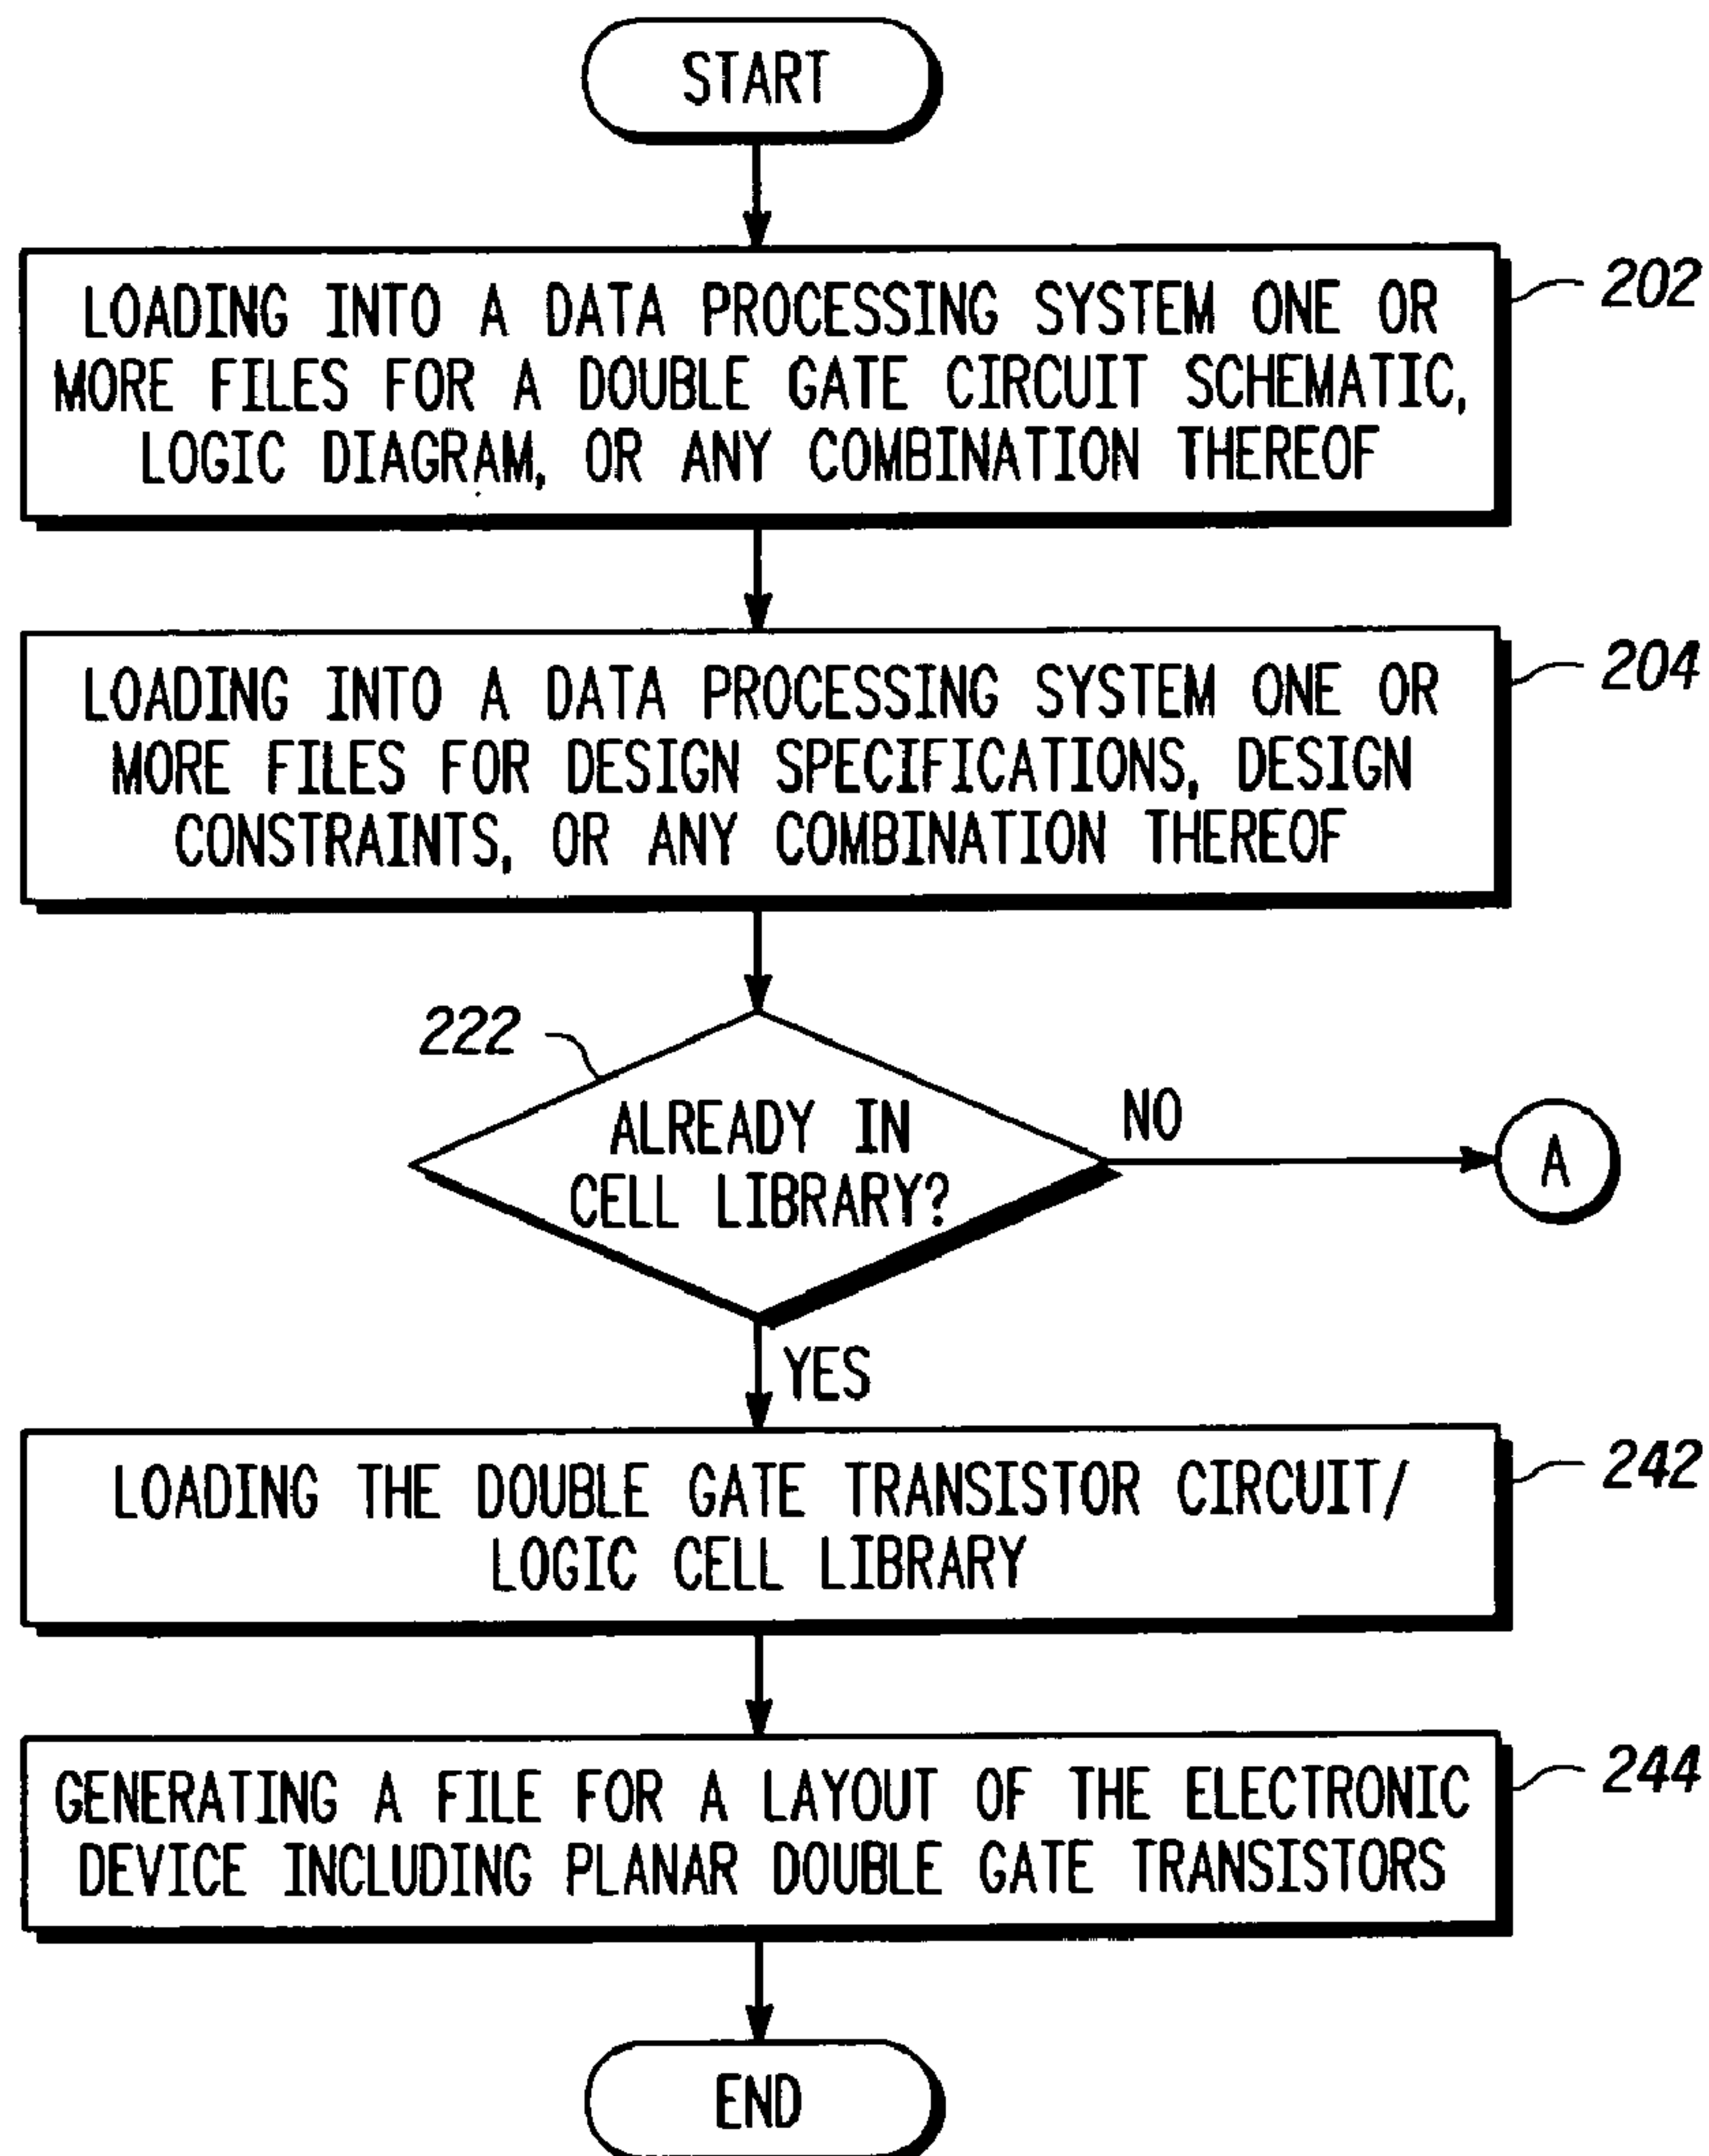 START
LOADING INTO A DATA PROCESSING SYSTEM ONE OR
MORE FILES FOR A DOUBLE GATE CIRCUIT SCHEMATIC,
LOGIC DIAGRAM, OR ANY COMBINATION THEREOF
202
LOADING INTO A DATA PROCESSING SYSTEM ONE OR
MORE FILES FOR DESIGN SPECIFICATIONS, DESIGN
CONSTRAINTS, OR ANY COMBINATION THEREOF
204
222
ALREADY IN
CELL LIBRARY?
NO
A
YES
LOADING THE DOUBLE GATE TRANSISTOR CIRCUIT/
LOGIC CELL LIBRARY
242
GENERATING A FILE FOR A LAYOUT OF THE ELECTRONIC
DEVICE INCLUDING PLANAR DOUBLE GATE TRANSISTORS
244
END